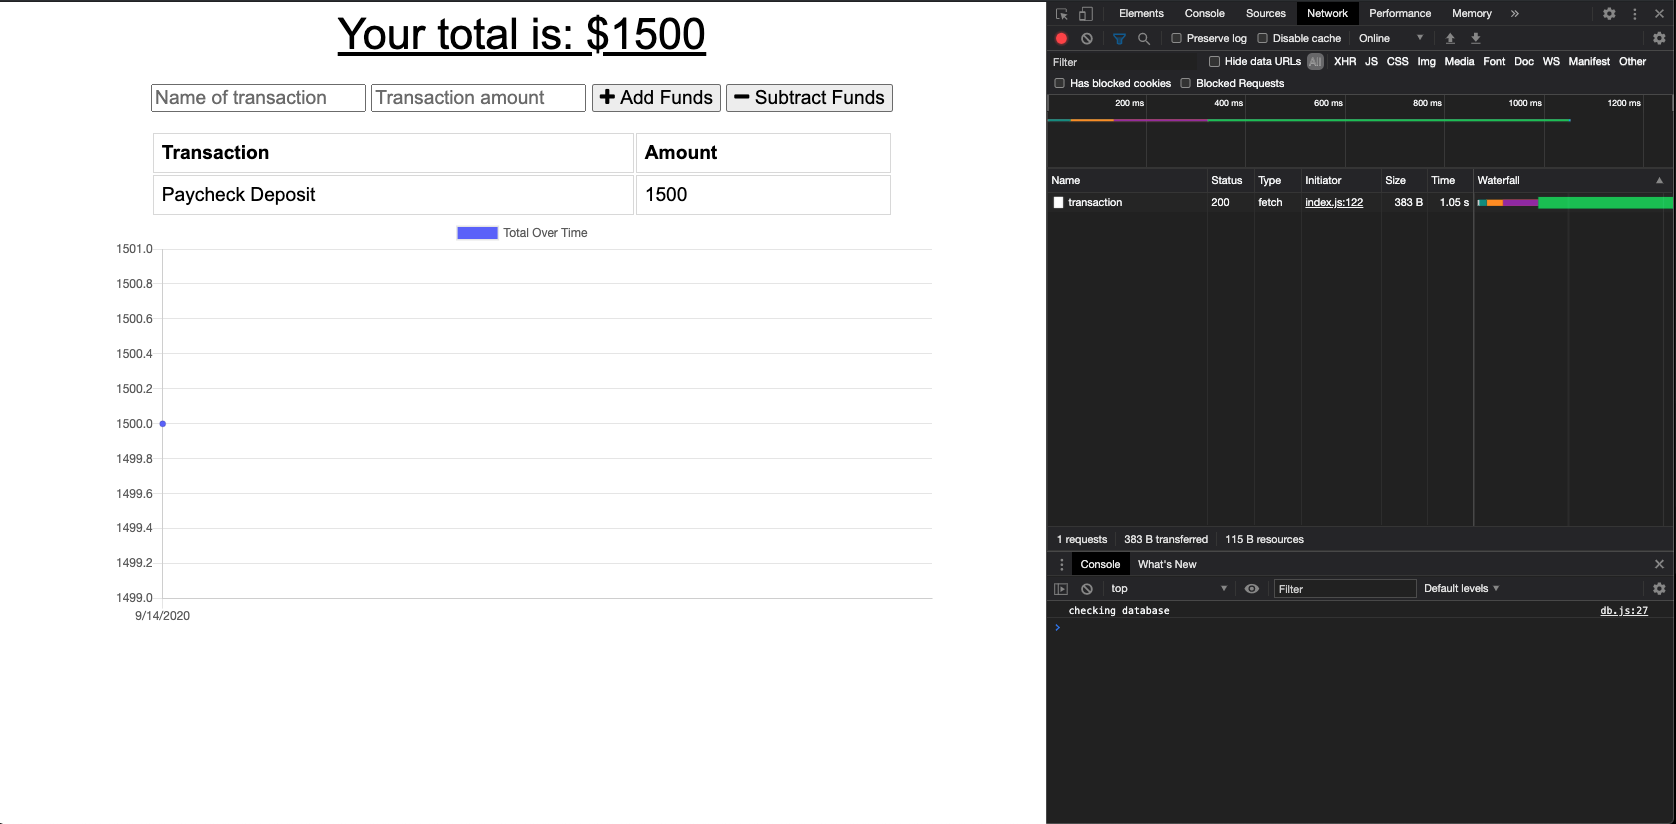 Your total is: $1500
Name of transaction Transaction amount Add Funds Subtract Funds
Transaction Amount
Paycheck Deposit 1500
Total Over Time
1501.0
1500.8
1500.6
1500.4
1500.2
1500.0
1499.8
1499.6
1499.4
1499.2
1499.0
9/14/2020
Elements Console Sources Network Performance Memory »
Preserve log Disable cache Online
Filter Hide data URLs All XHR JS CSS Img Media Font Doc WS Manifest Other
Has blocked cookies Blocked Requests
200 ms 400 ms 600 ms 800 ms 1000 ms 1200 ms
Name Status Type Initiator Size Time Waterfall
transaction 200 fetch index.js:122 383 B 1.05 s
1 requests 383 B transferred 115 B resources
Console What's New
top Filter Default levels
checking database db.js:27